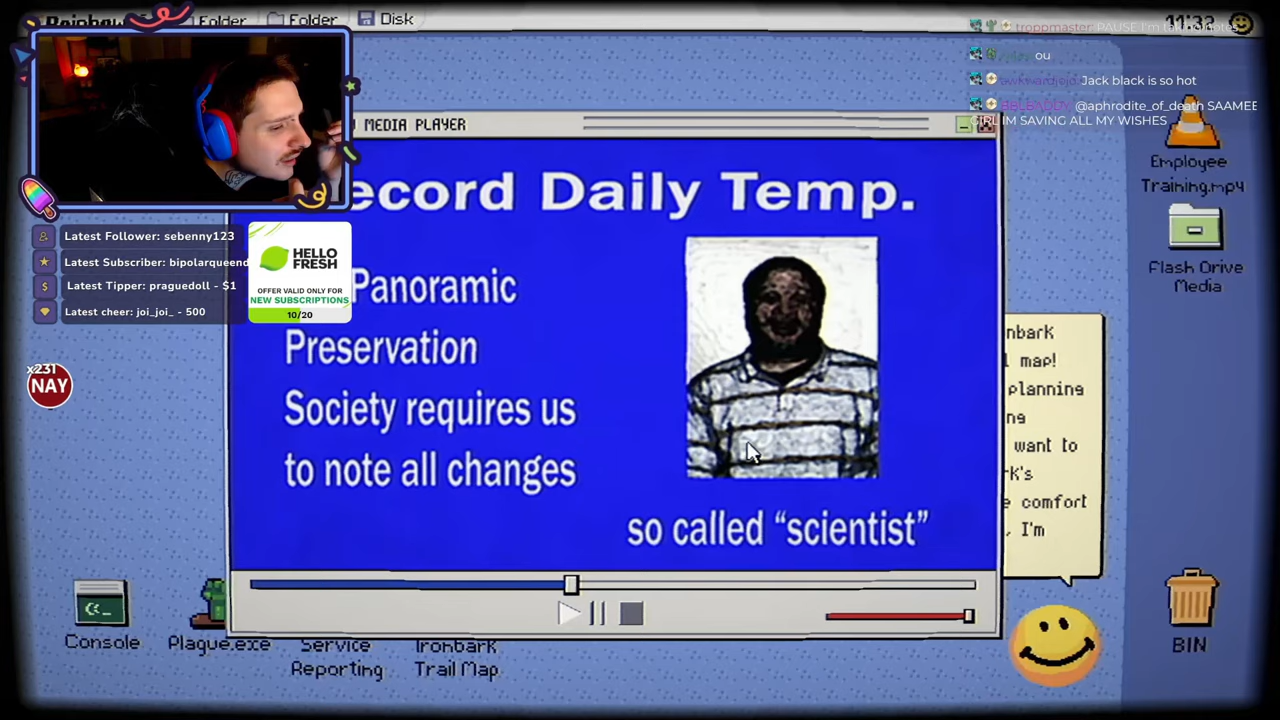 Folder
Folder
Disk
11:33
PAUSE I'm
ou
Jack black is so hot
@aphrodite_of_death SAAMEE
GIRL IM SAVING ALL MY WISHES
MEDIA PLAYER
ecord Daily Temp.
Panoramic
Preservation
Society requires us
to note all changes
so called “scientist”
Latest Follower: sebenny123
Latest Subscriber: bipolarqueend
Latest Tipper: praguedoll - $1
Latest cheer: joi_joi_ - 500
HELLO
FRESH
OFFER VALID ONLY FOR
NEW SUBSCRIPTIONS
10/20
x231
NAY
Employee
Training.mp4
Flash Drive
Media
nbark
map!
planning
want to
rk's
comfort
, I'm
Console
Plague.exe
Service
Reporting
Ironbark
Trail Map
BIN